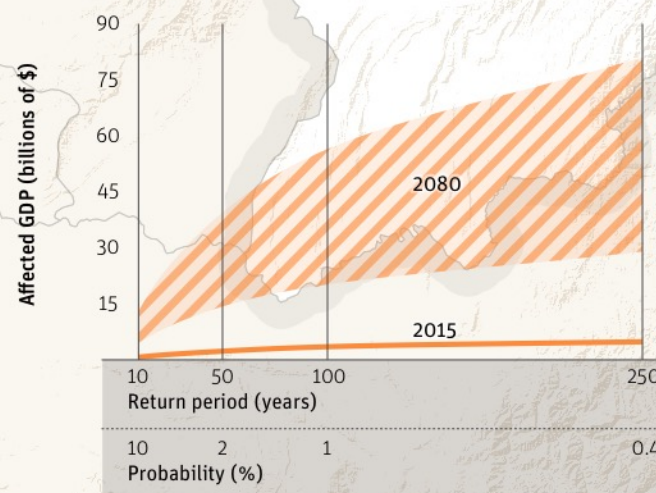 Affected GDP (billions of $)
90
75
60
45
30
15
2080
2015
10 50 100 250
Return period (years)
10 2 1 0.4
Probability (%)